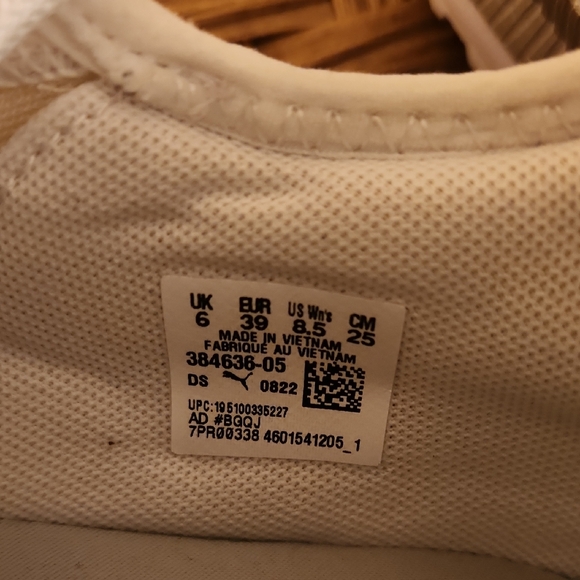 UK EUR US Wn's CM
6 39 8.5 25
MADE IN VIETNAM
FABRIQUÉ AU VIETNAM
384636-05
DS 0822
UPC:195100335227
AD #BGQJ
7PR00338 4601541205_1